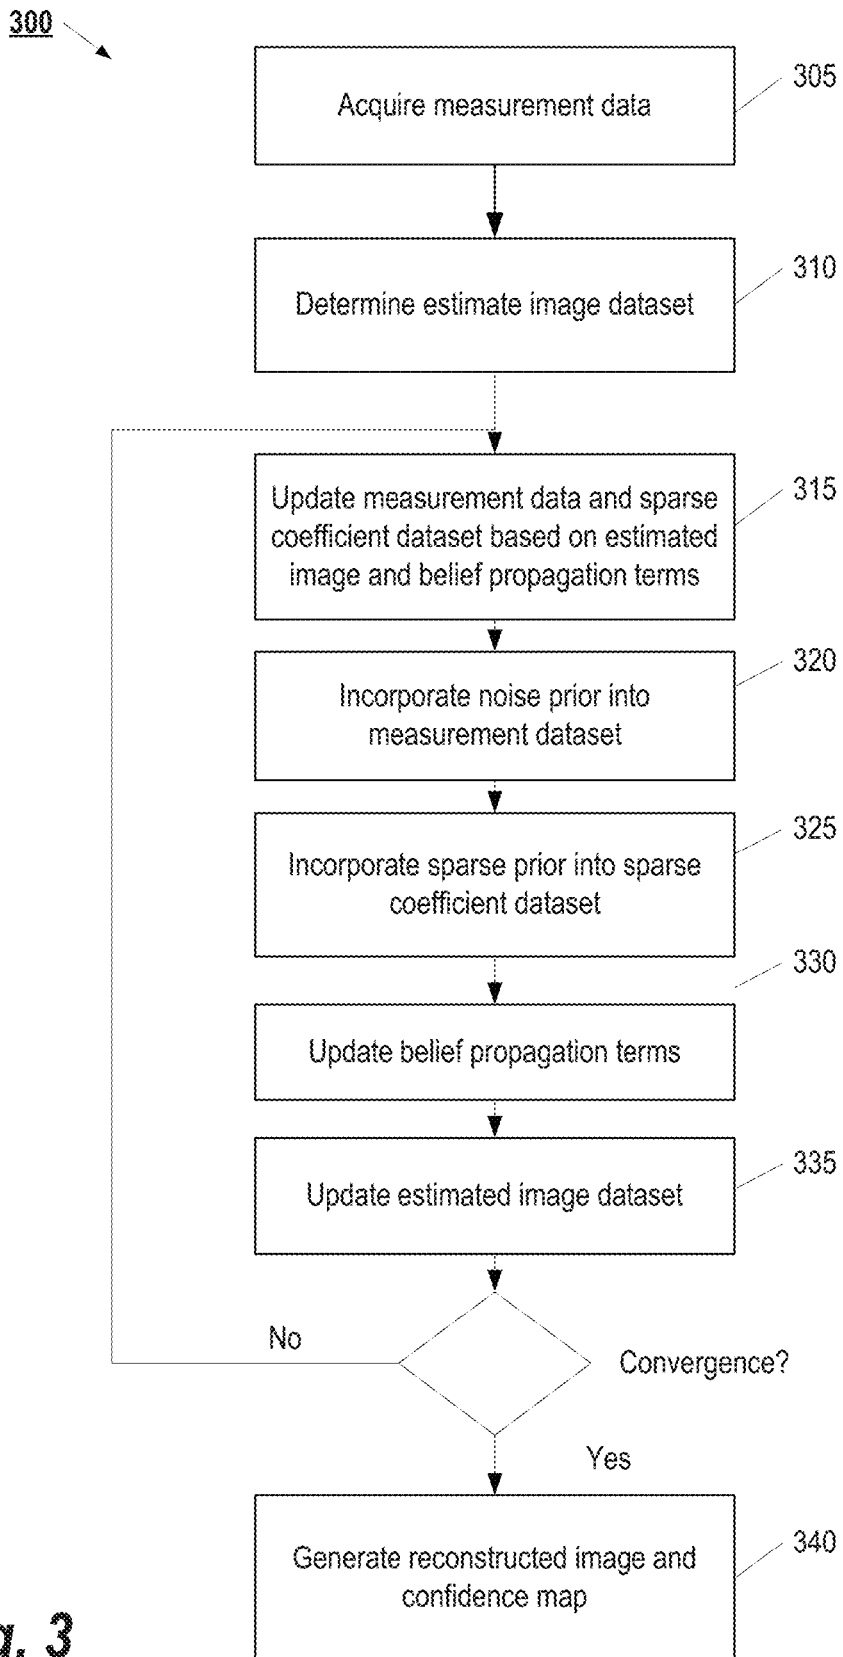 300
305
Acquire measurement data
310
Determine estimate image dataset
315
Update measurement data and sparse
coefficient dataset based on estimated
image and belief propagation terms
320
Incorporate noise prior into
measurement dataset
325
Incorporate sparse prior into sparse
coefficient dataset
330
Update belief propagation terms
335
Update estimated image dataset
No
Convergence?
Yes
340
Generate reconstructed image and
confidence map
3